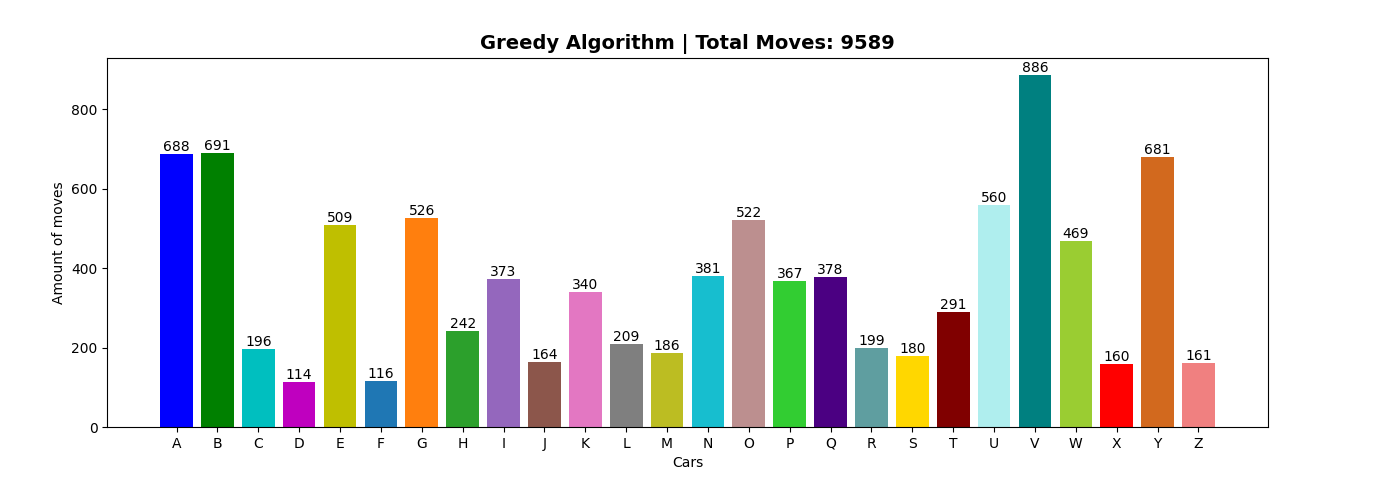 Greedy Algorithm | Total Moves: 9589
886
800
688 691
681
600
560
526 522
509
469
400
373 381 367 378
340
291
242
200
196 209 186 199 180
164 160 161
114 116
0
A B C D E F G H I J K L M N O P Q R S T U V W X Y Z
Cars
Amount of moves